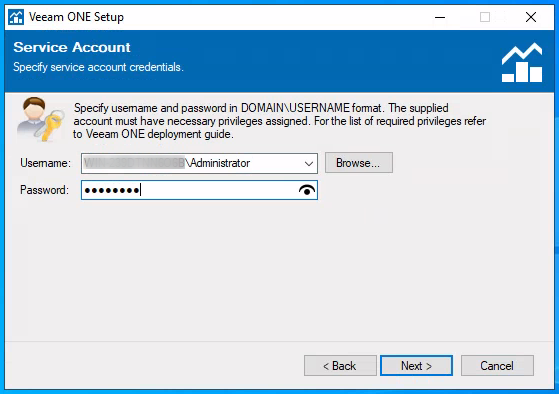 Veeam ONE Setup
Service Account
Specify service account credentials.
Specify username and password in DOMAIN\USERNAME format. The supplied
account must have necessary privileges assigned. For the list of required privileges refer
to Veeam ONE deployment guide.
Username: \Administrator Browse...
Password: ●●●●●●●●
< Back Next > Cancel